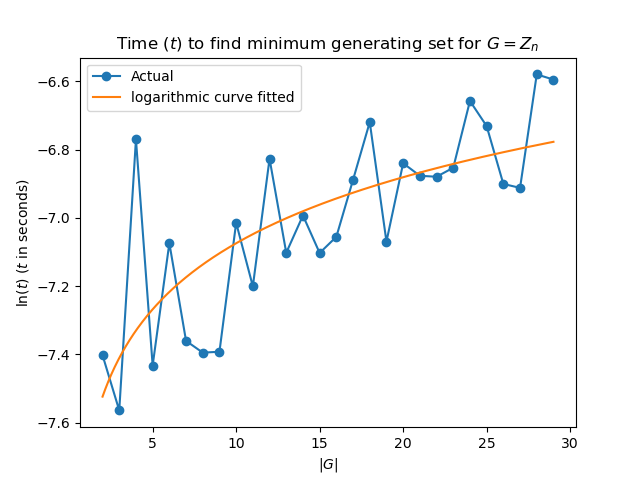 Time (t) to find minimum generating set for G = Z_n
Actual
logarithmic curve fitted
−6.6
−6.8
−7.0
−7.2
−7.4
−7.6
ln(t) (t in seconds)
5
10
15
20
25
30
|G|